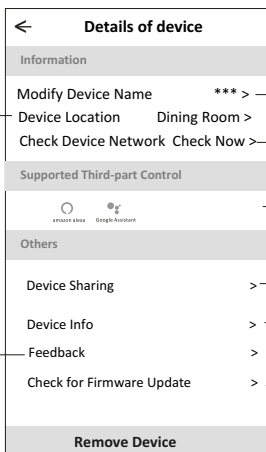 ← Details of device
Information
Modify Device Name *** >
Device Location Dining Room >
Check Device Network Check Now >
Supported Third-part Control
amazon alexa Google Assistant
Others
Device Sharing >
Device Info >
Feedback >
Check for Firmware Update >
Remove Device